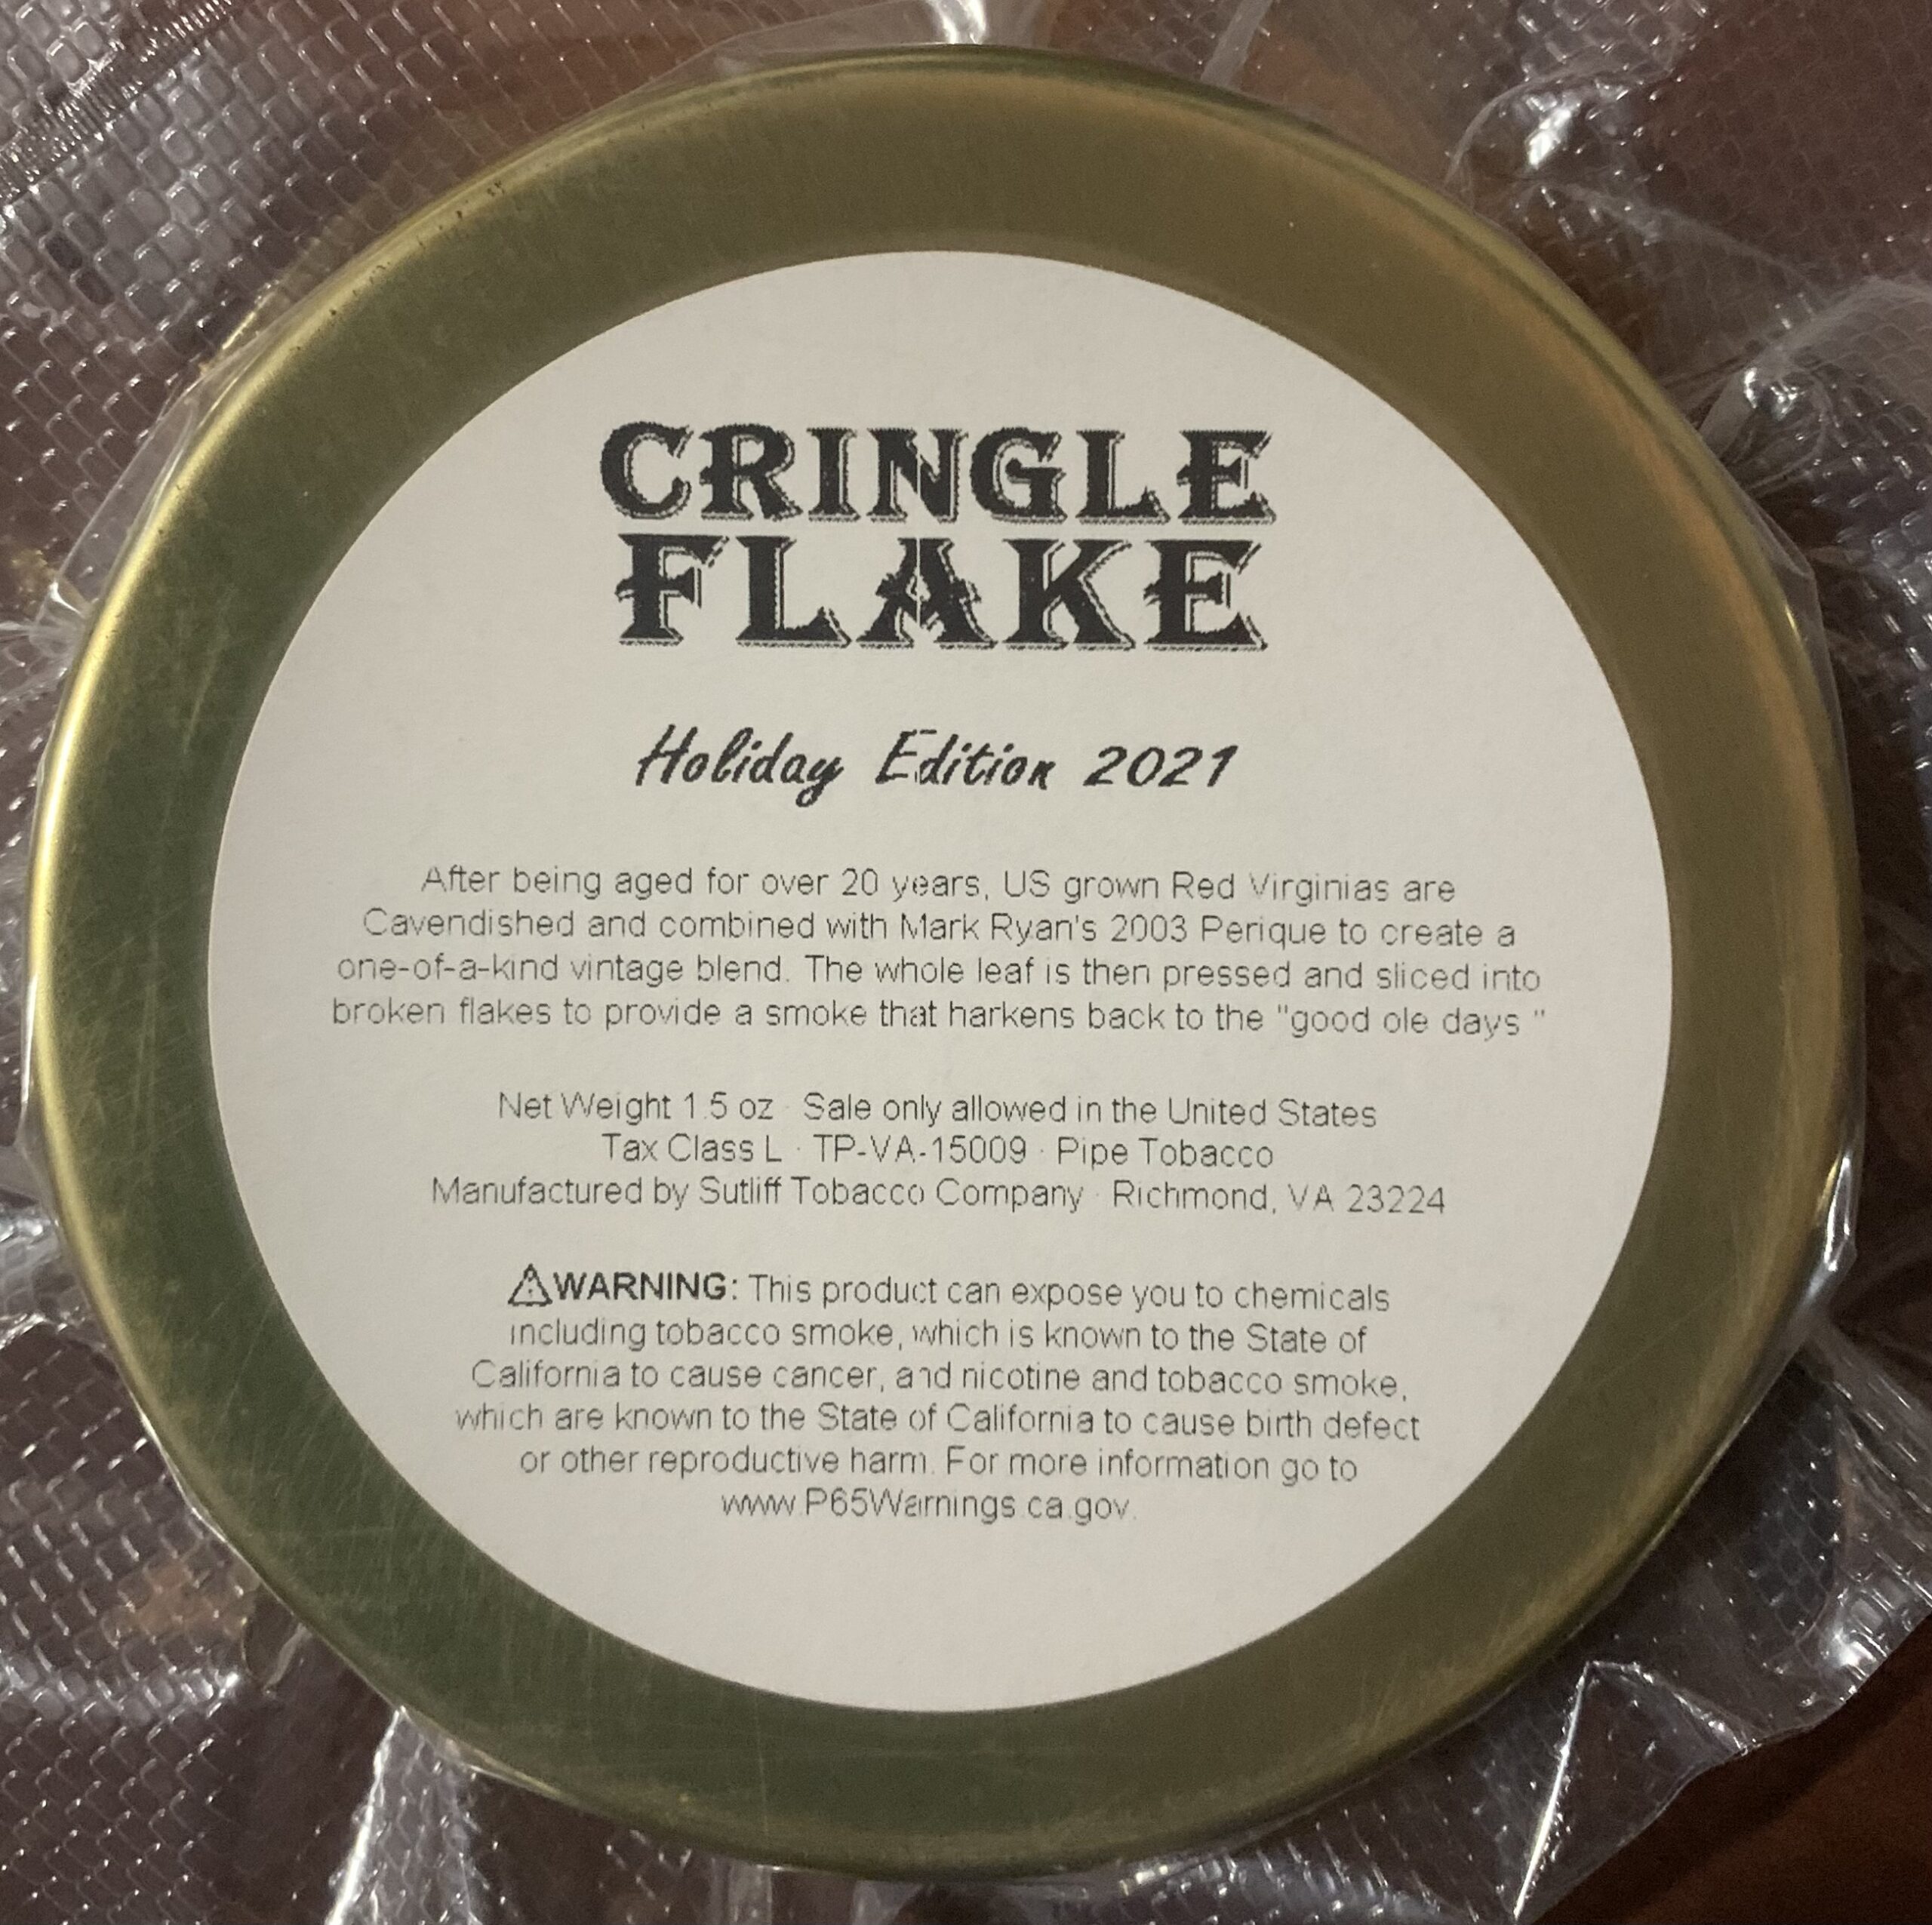 CRINGLE
FLAKE
Holiday Edition 2021
After being aged for over 20 years, US grown Red Virginias are
Cavendished and combined with Mark Ryan's 2003 Perique to create a
one-of-a-kind vintage blend. The whole leaf is then pressed and sliced into
broken flakes to provide a smoke that harkens back to the "good ole days."
Net Weight 1.5 oz · Sale only allowed in the United States
Tax Class L · TP-VA-15009 · Pipe Tobacco
Manufactured by Sutliff Tobacco Company · Richmond, VA 23224
⚠WARNING: This product can expose you to chemicals
including tobacco smoke, which is known to the State of
California to cause cancer, and nicotine and tobacco smoke,
which are known to the State of California to cause birth defect
or other reproductive harm. For more information go to
www.P65Warnings.ca.gov.